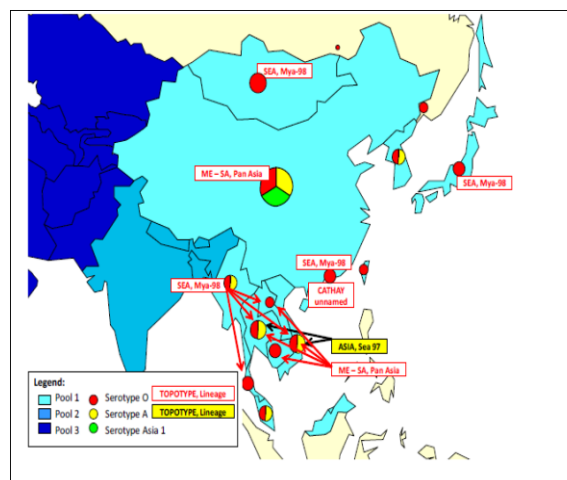 SEA, Mya-98
ME – SA, Pan Asia
SEA, Mya-98
SEA, Mya-98
SEA, Mya-98
CATHAY
unnamed
ASIA, Sea 97
ME – SA, Pan Asia
Legend:
Pool 1 Serotype O TOPOTYPE, Lineage
Pool 2 Serotype A TOPOTYPE, Lineage
Pool 3 Serotype Asia 1